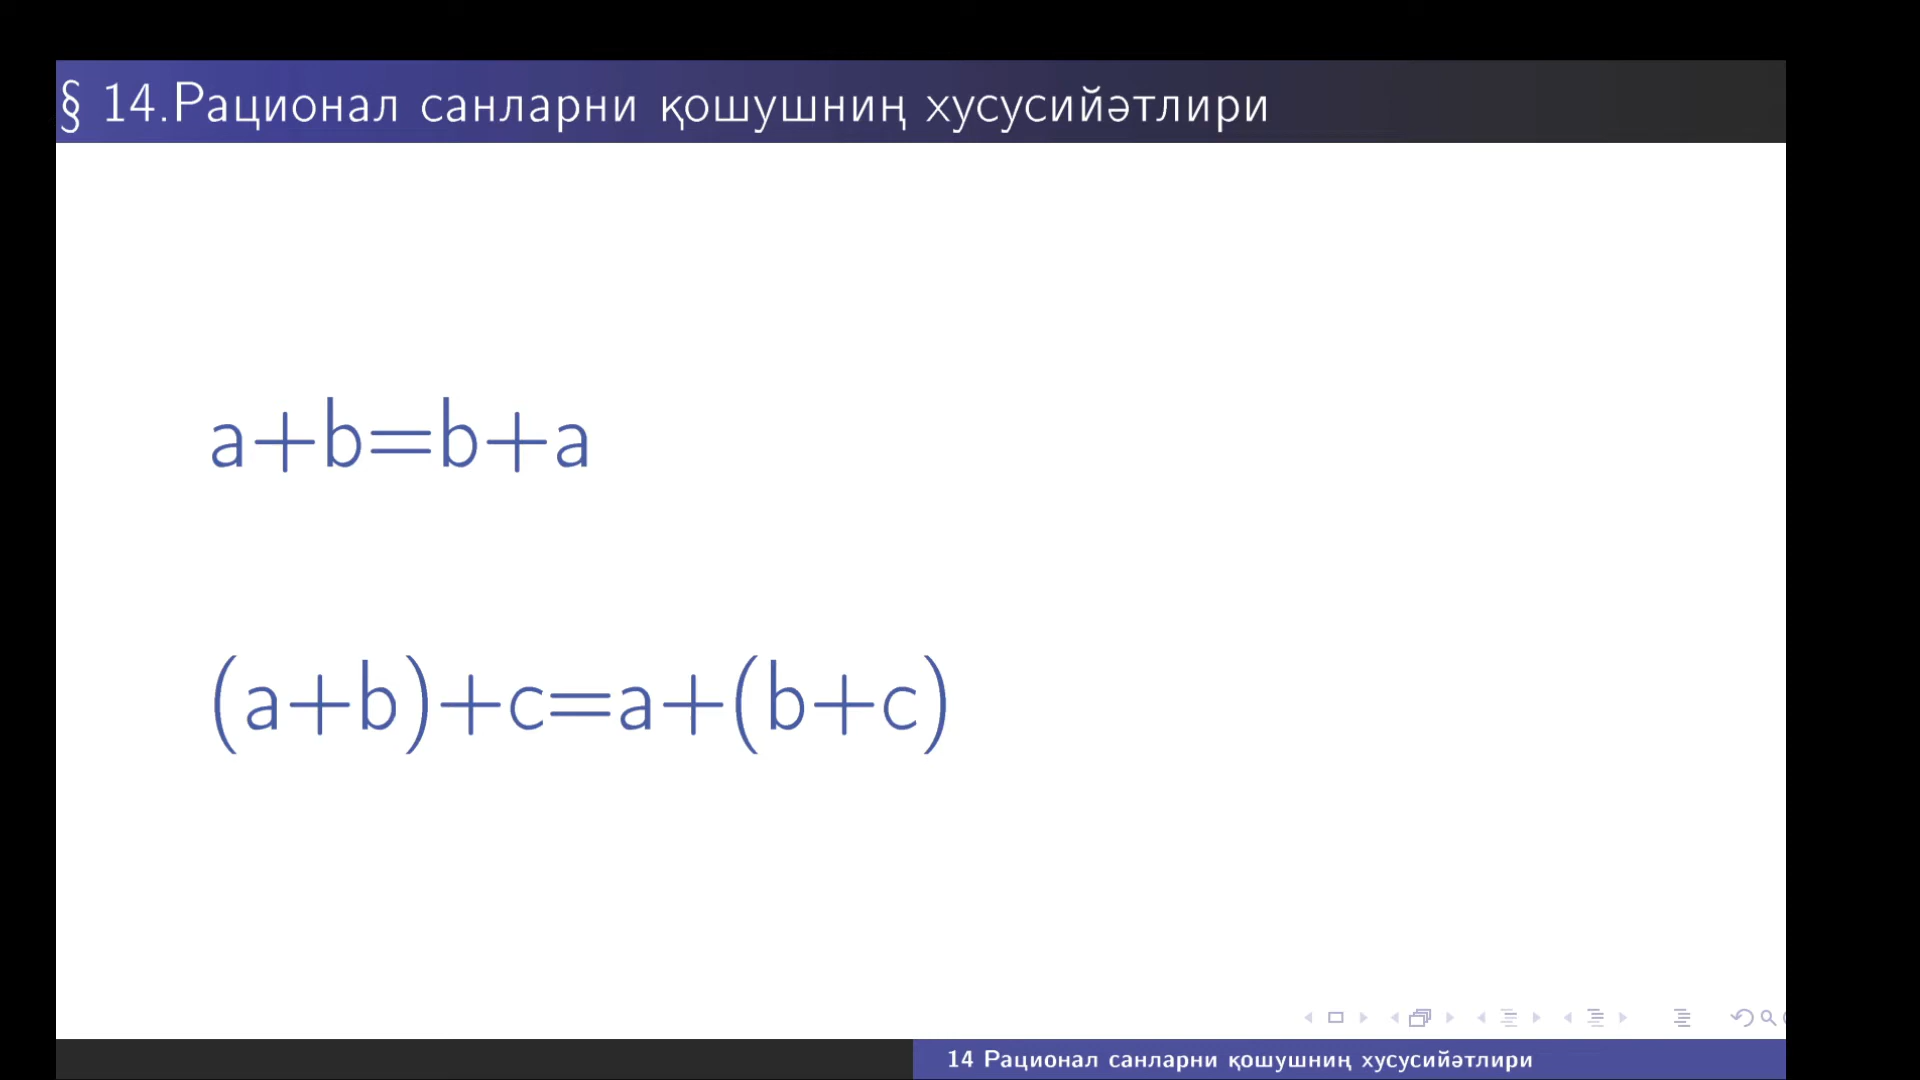 § 14.Рационал санларни қошушниң хусусийәтлири
a+b=b+a
(a+b)+c=a+(b+c)
14 Рационал санларни қошушниң хусусийәтлири